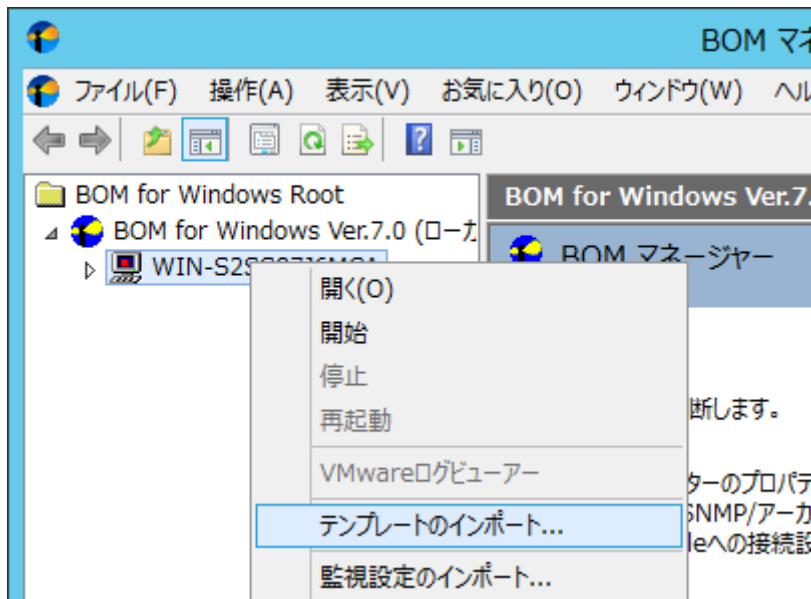 BOM マネ
ファイル(F) 操作(A) 表示(V) お気に入り(O) ウィンドウ(W) ヘル
BOM for Windows Root
BOM for Windows Ver.7.0 (ローカ
BOM for Windows Ver.7.
BOM マネージャー
開く(O)
開始
停止
再起動
VMwareログビューアー
テンプレートのインポート...
監視設定のインポート...
断します。
ターのプロパテ
SNMP/アーカ
leへの接続設